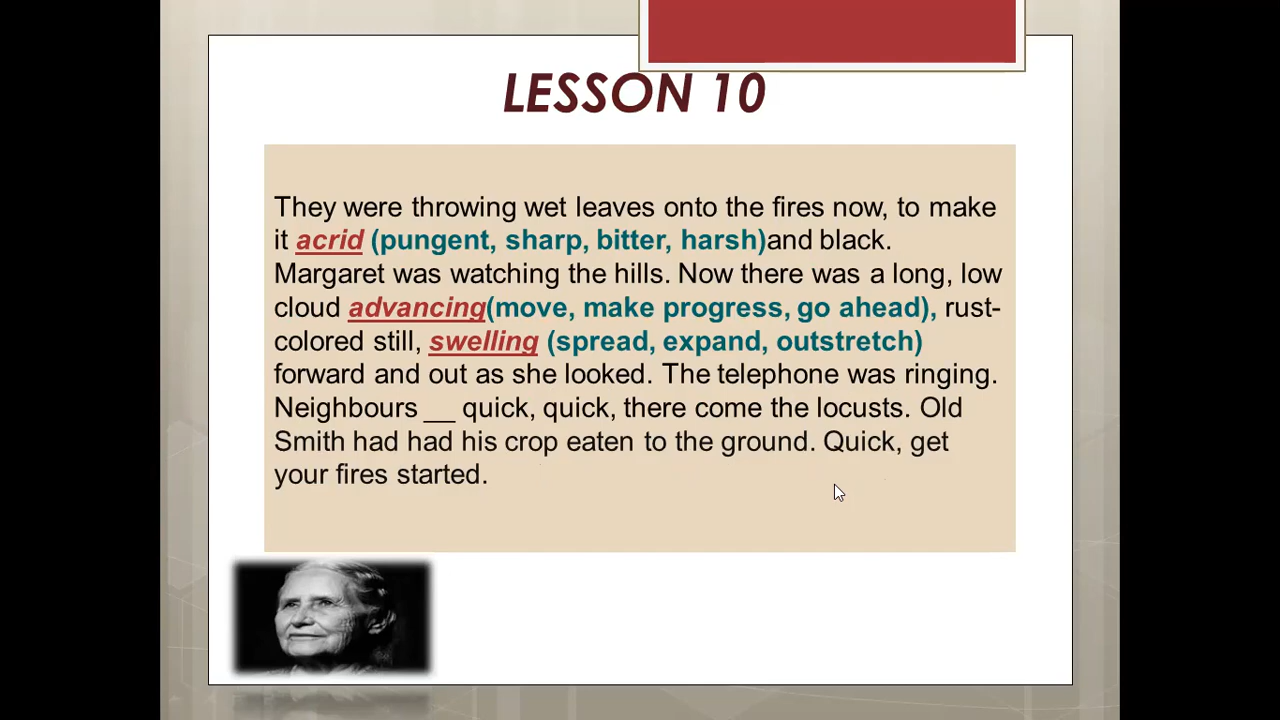 LESSON 10
They were throwing wet leaves onto the fires now, to make
it acrid (pungent, sharp, bitter, harsh)and black.
Margaret was watching the hills. Now there was a long, low
cloud advancing(move, make progress, go ahead), rust-
colored still, swelling (spread, expand, outstretch)
forward and out as she looked. The telephone was ringing.
Neighbours __ quick, quick, there come the locusts. Old
Smith had had his crop eaten to the ground. Quick, get
your fires started.